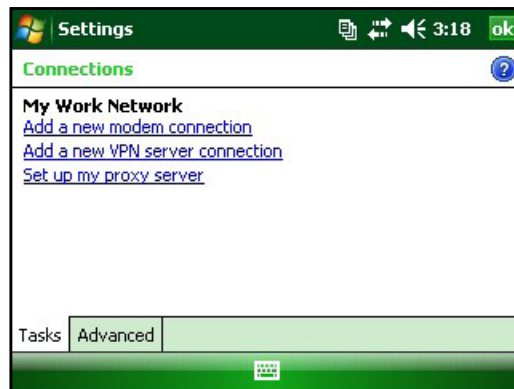 Settings 3:18 ok
Connections ?
My Work Network
Add a new modem connection
Add a new VPN server connection
Set up my proxy server
Tasks Advanced